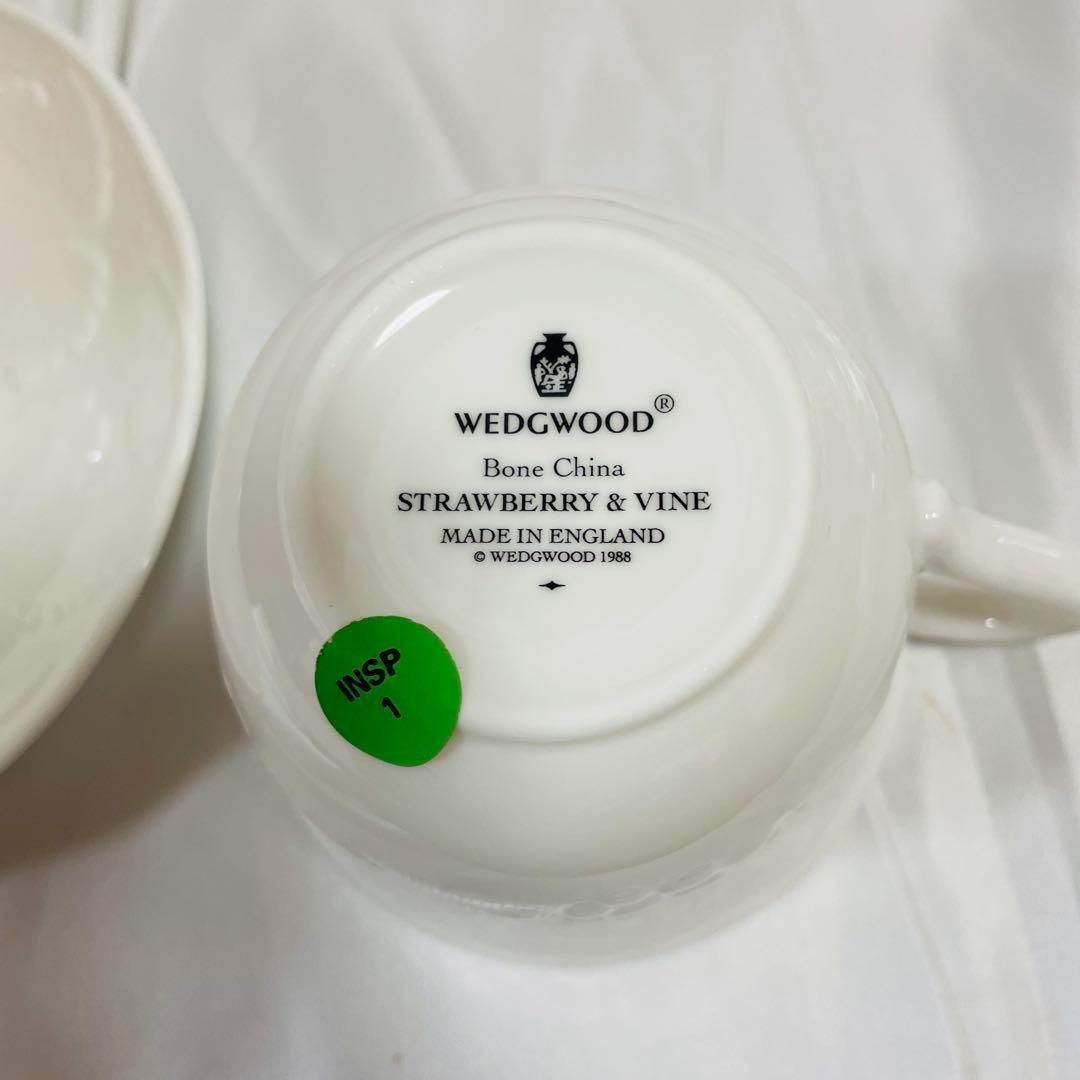 WEDGWOOD®
Bone China
STRAWBERRY & VINE
MADE IN ENGLAND
© WEDGWOOD 1988
INSP
1